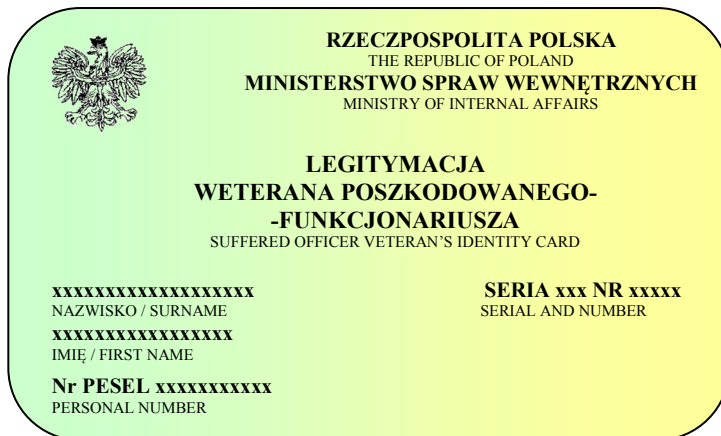 RZECZPOSPOLITA POLSKA
THE REPUBLIC OF POLAND
MINISTERSTWO SPRAW WEWNĘTRZNYCH
MINISTRY OF INTERNAL AFFAIRS
LEGITYMACJA
WETERANA POSZKODOWANEGO-
-FUNKCJONARIUSZA
SUFFERED OFFICER VETERAN'S IDENTITY CARD
xxxxxxxxxxxxxxxxxxx SERIA xxx NR xxxxx
NAZWISKO / SURNAME SERIAL AND NUMBER
xxxxxxxxxxxxxxxxx
IMIĘ / FIRST NAME
Nr PESEL xxxxxxxxxxx
PERSONAL NUMBER